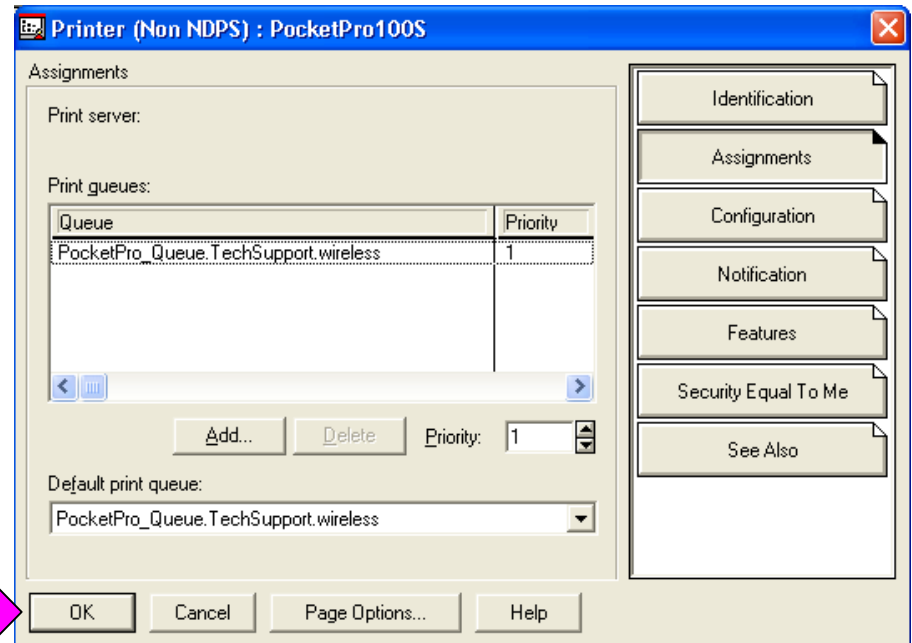 Printer (Non NDPS) : PocketPro100S
Assignments
Print server:
Print queues:
Queue Priority
PocketPro_Queue.TechSupport.wireless 1
Add... Delete Priority: 1
Default print queue:
PocketPro_Queue.TechSupport.wireless
OK Cancel Page Options... Help
Identification
Assignments
Configuration
Notification
Features
Security Equal To Me
See Also